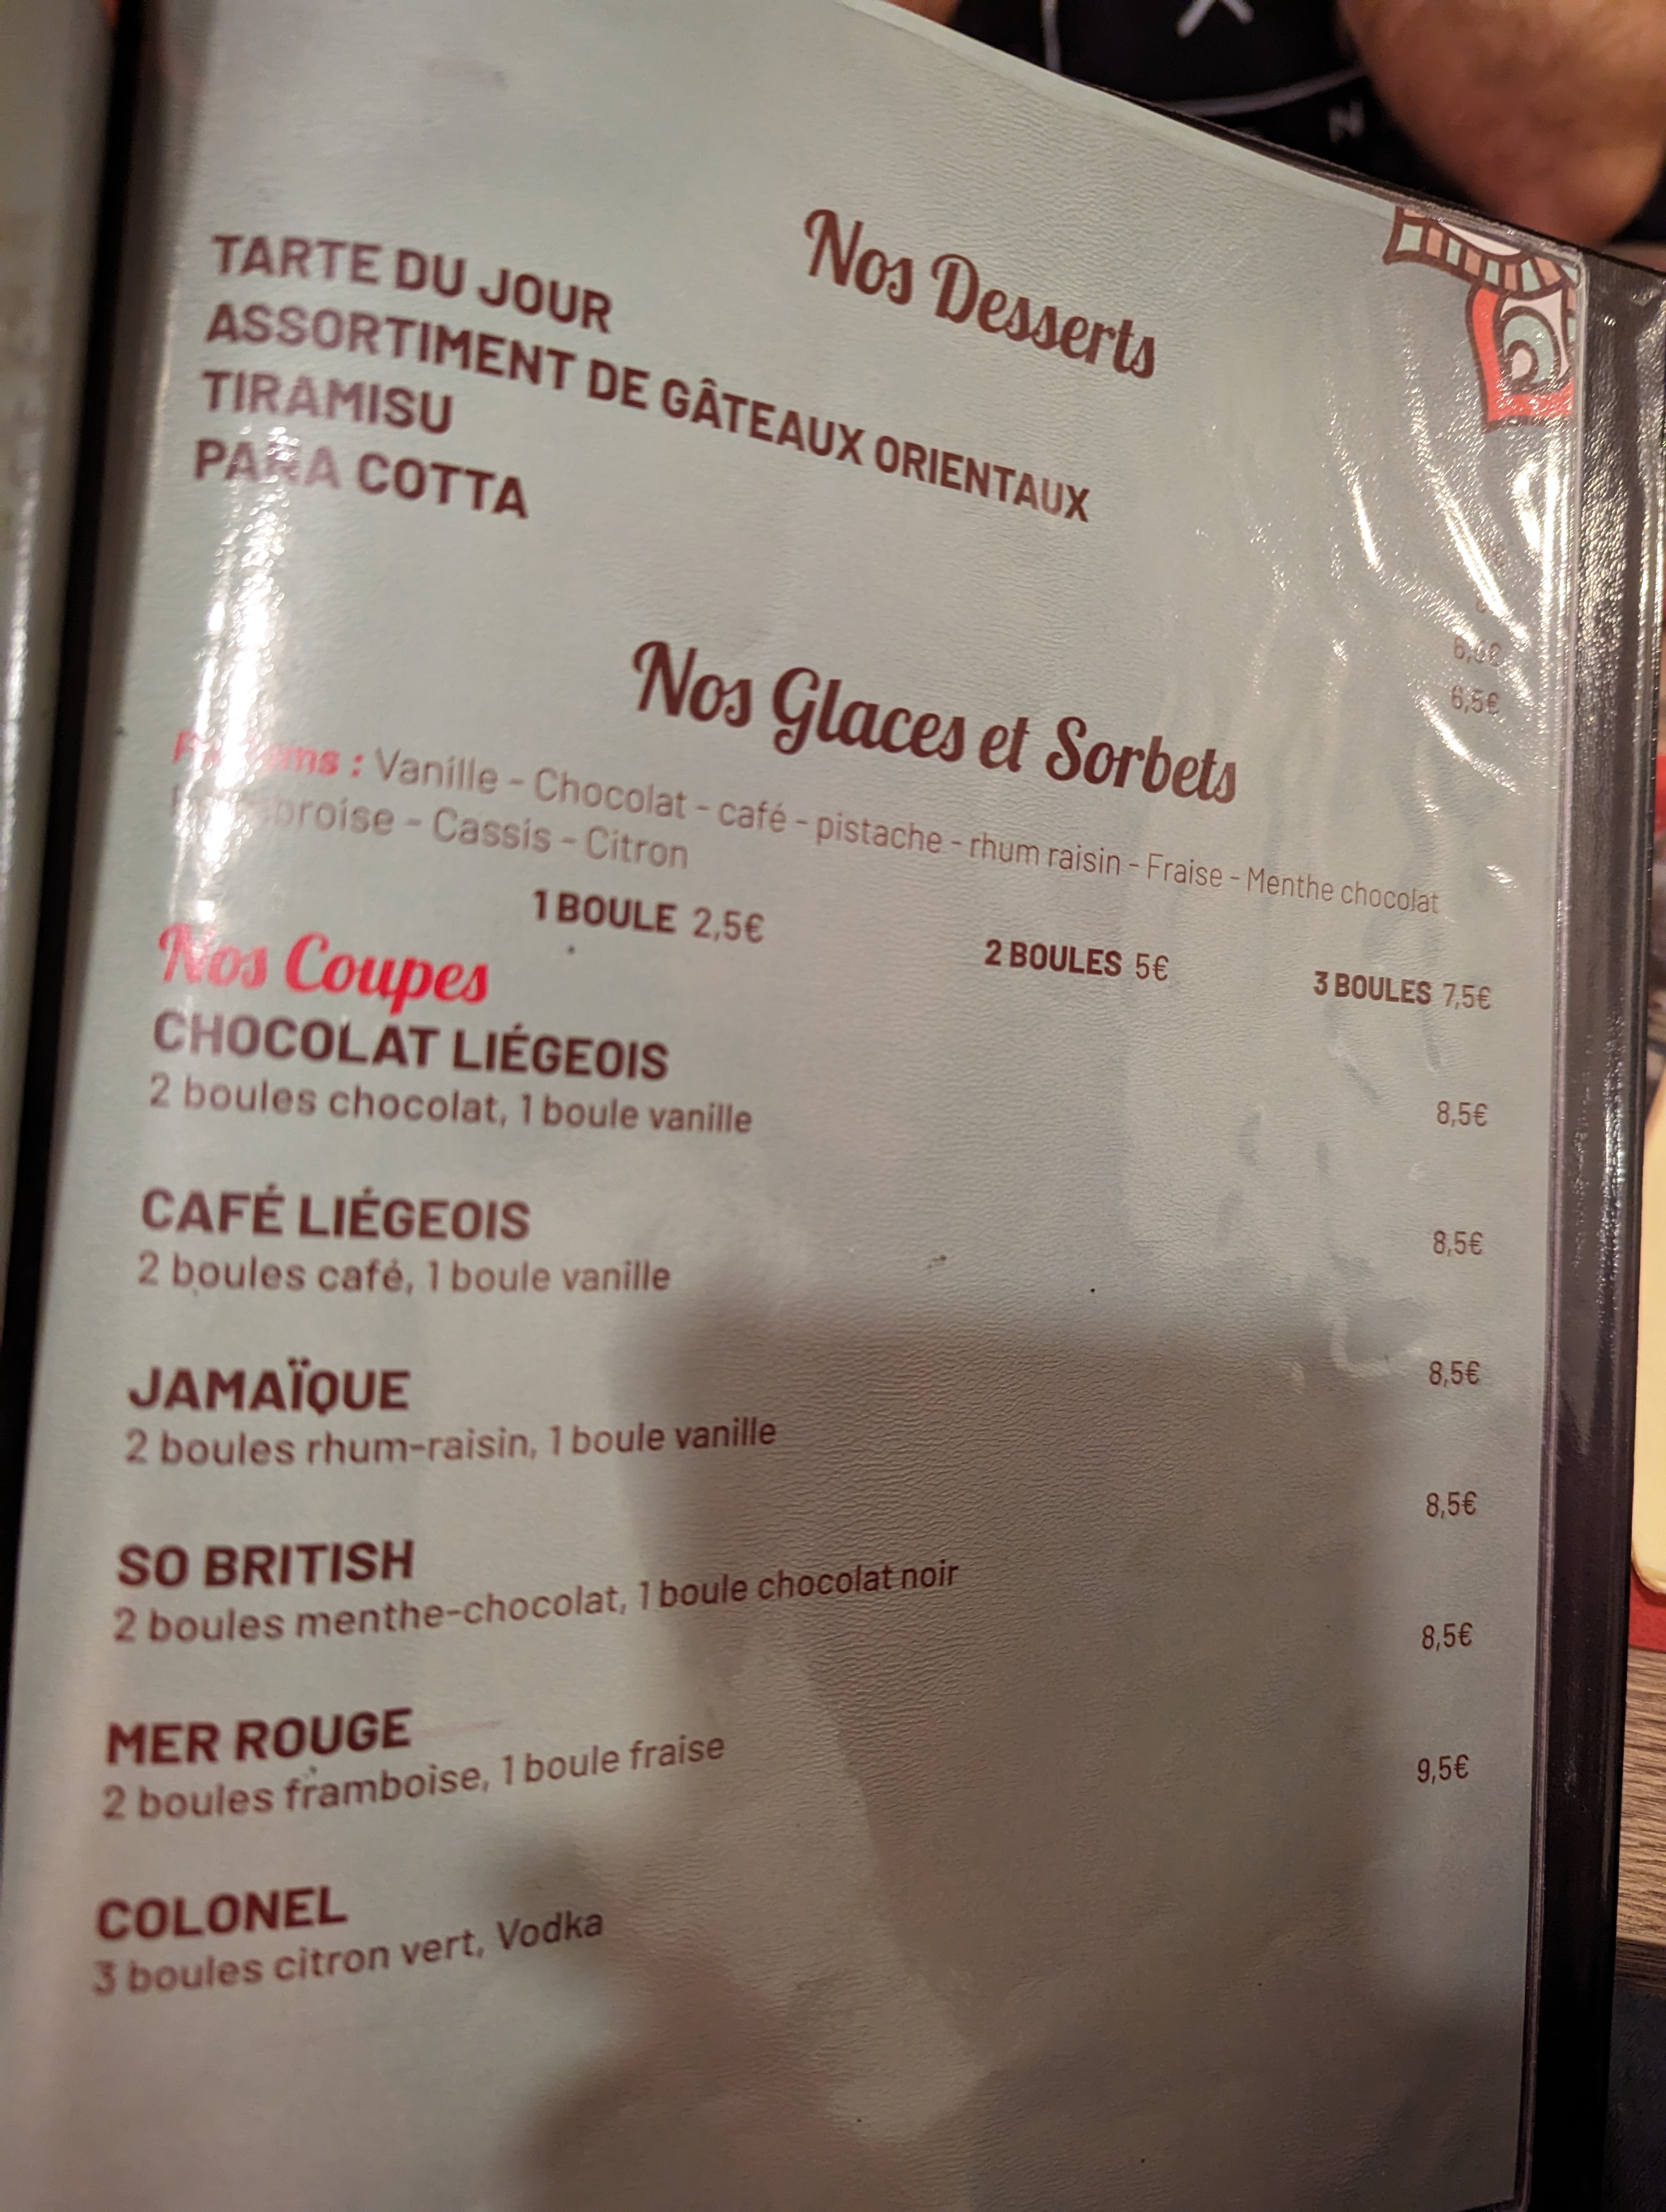 Nos Desserts
TARTE DU JOUR
ASSORTIMENT DE GÂTEAUX ORIENTAUX
TIRAMISU
COTTA 6,5€
Nos Glaces et Sorbets
: Vanille - Chocolat - café - pistache - rhum raisin - Fraise - Menthe chocolat
- Cassis - Citron
1 BOULE 2,5€ 2 BOULES 5€ 3 BOULES 7,5€
Nos Coupes
CHOCOLAT LIÉGEOIS 8,5€
2 boules chocolat, 1 boule vanille
CAFÉ LIÉGEOIS 8,5€
2 boules café, 1 boule vanille
JAMAÏQUE 8,5€
2 boules rhum-raisin, 1 boule vanille
SO BRITISH 8,5€
2 boules menthe-chocolat, 1 boule chocolat noir
MER ROUGE 8,5€
2 boules framboise, 1 boule fraise
COLONEL 9,5€
3 boules citron vert, Vodka